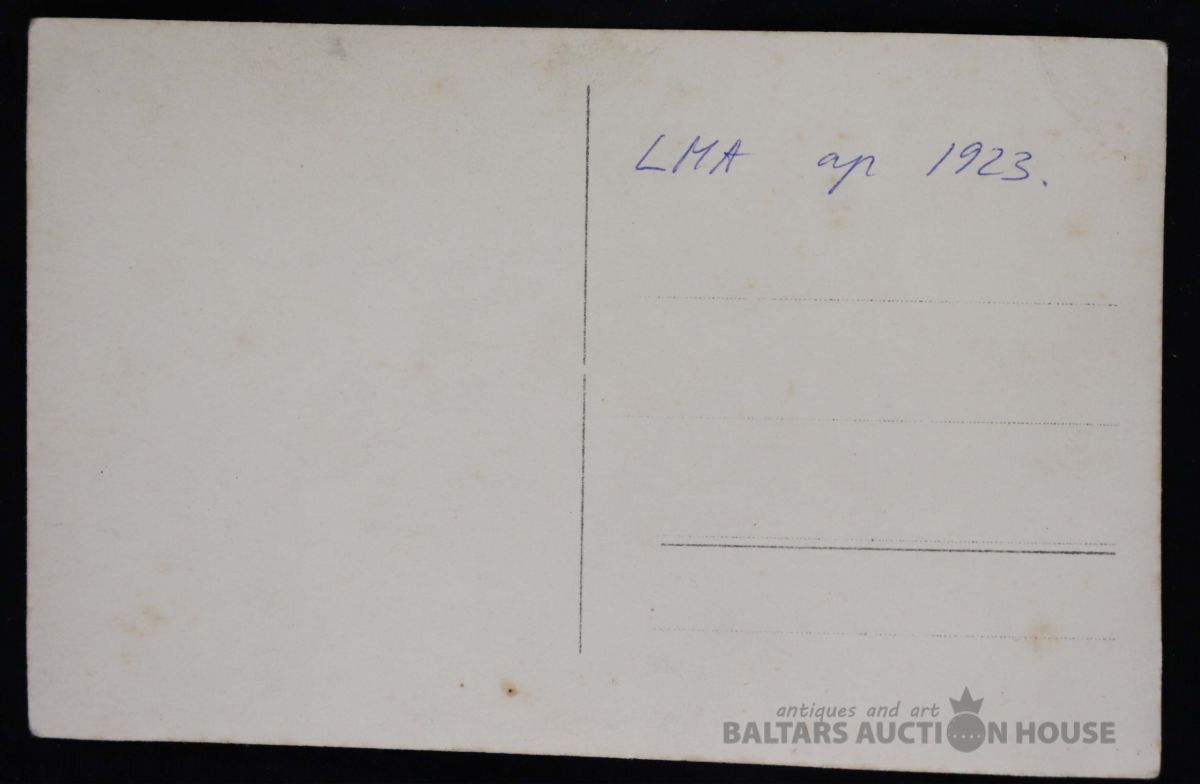 LMA ap 1923.
antiques and art
BALTARS AUCTION HOUSE